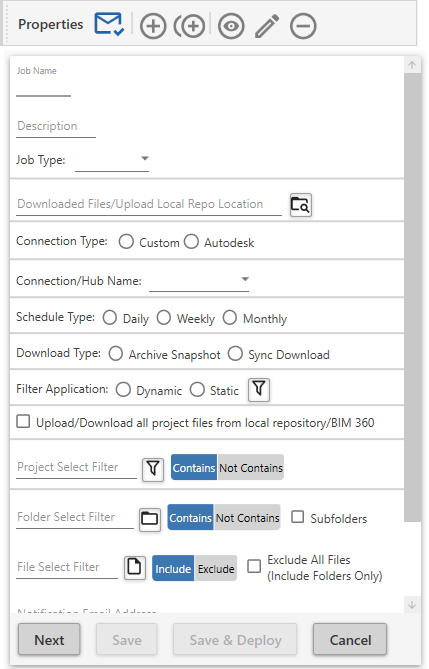 Properties
Job Name
Description
Job Type:
Downloaded Files/Upload Local Repo Location
Connection Type: Custom Autodesk
Connection/Hub Name:
Schedule Type: Daily Weekly Monthly
Download Type: Archive Snapshot Sync Download
Filter Application: Dynamic Static
Upload/Download all project files from local repository/BIM 360
Project Select Filter Contains Not Contains
Folder Select Filter Contains Not Contains Subfolders
File Select Filter Include Exclude Exclude All Files
(Include Folders Only)
Notification Email Address
Next Save Save & Deploy Cancel